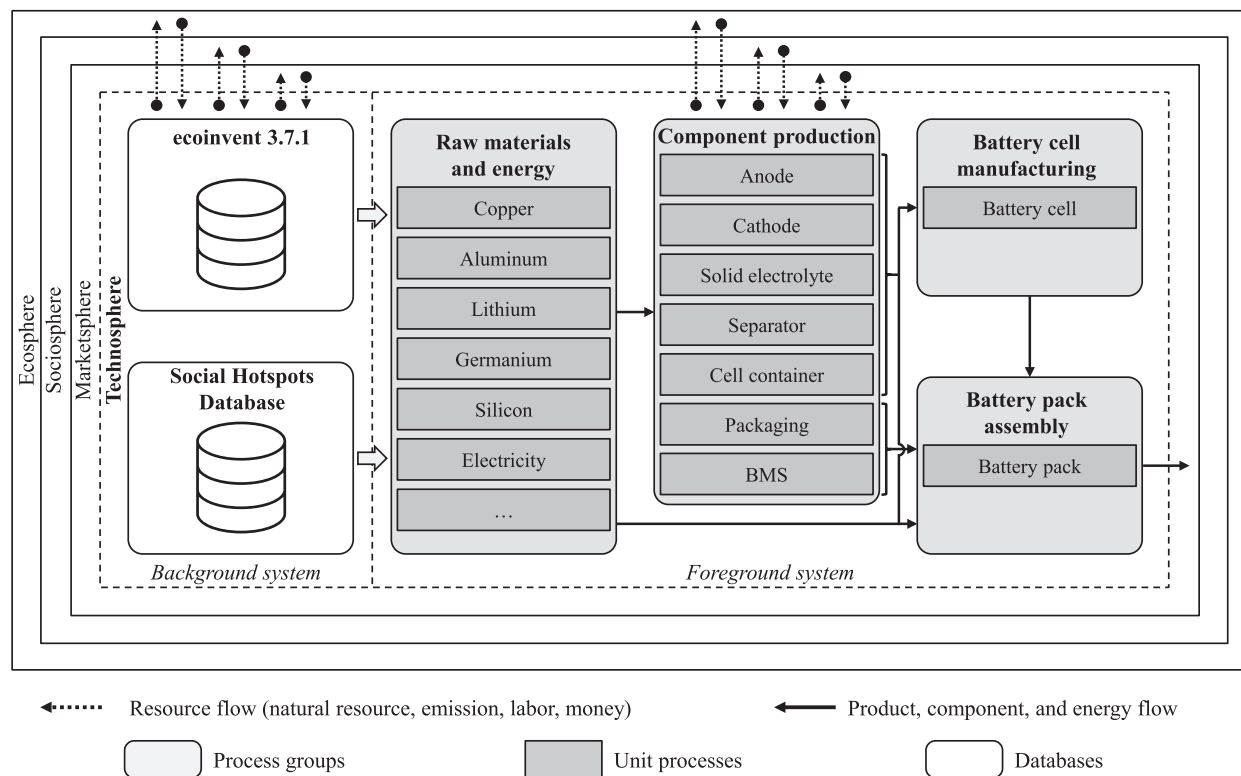 Ecosphere
Sociosphere
Marketsphere
Technosphere
ecoinvent 3.7.1
Social Hotspots
Database
Background system
Raw materials
and energy
Copper
Aluminum
Lithium
Germanium
Silicon
Electricity
...
Component production
Anode
Cathode
Solid electrolyte
Separator
Cell container
Packaging
BMS
Battery cell
manufacturing
Battery cell
Battery pack
assembly
Battery pack
Foreground system
Resource flow (natural resource, emission, labor, money)
Product, component, and energy flow
Process groups
Unit processes
Databases